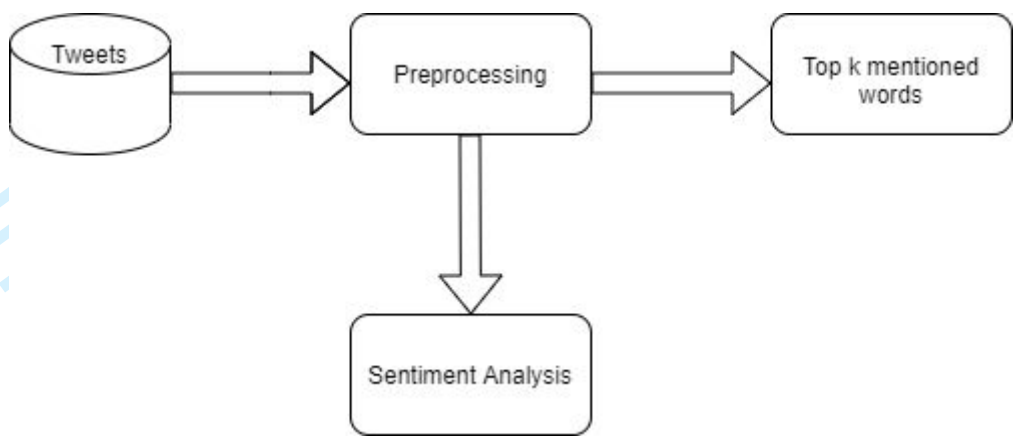 Tweets
Preprocessing
Top k mentioned
words
Sentiment Analysis